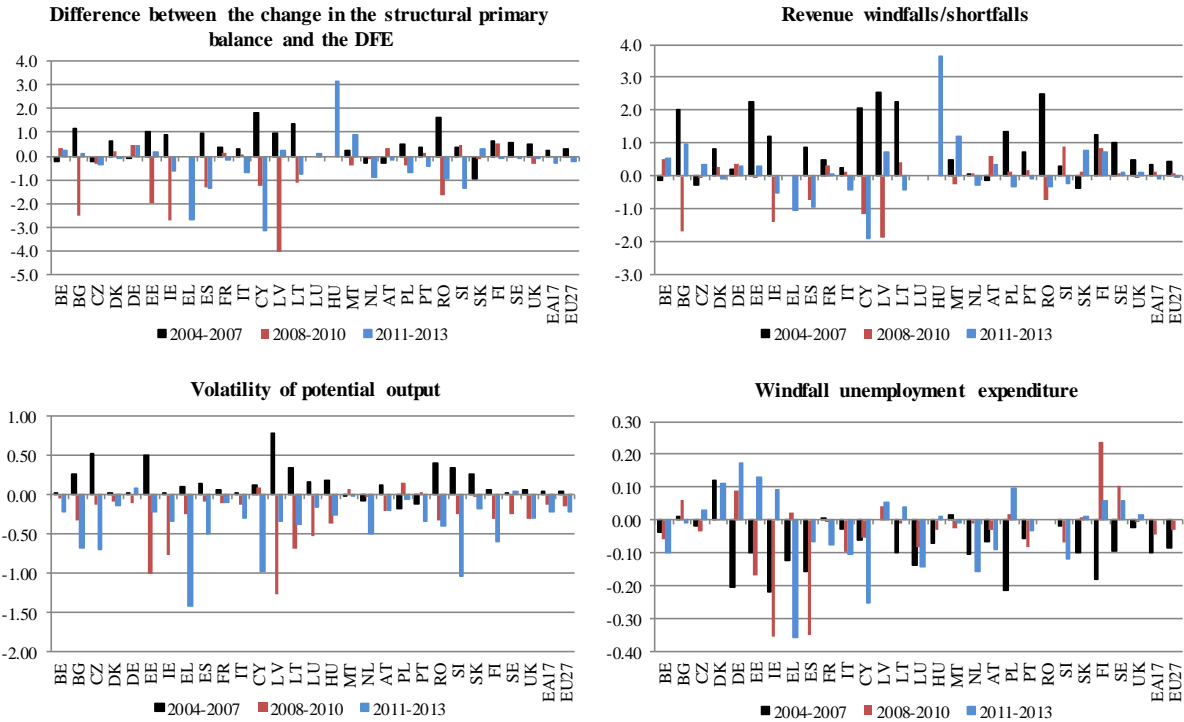 Difference between the change in the structural primary
balance and the DFE
4.0
3.0
2.0
1.0
0.0
-1.0
-2.0
-3.0
-4.0
-5.0
BE BG CZ DK DE EE IE EL ES FR IT CY LV LT LU HU MT NL AT PL PT RO SI SK FI SE UK EA17 EU27
2004-2007 2008-2010 2011-2013
Revenue windfalls/shortfalls
4.0
3.0
2.0
1.0
0.0
-1.0
-2.0
-3.0
BE BG CZ DK DE EE IE EL ES FR IT CY LV LT LU HU MT NL AT PL PT RO SI SK FI SE UK EA17 EU27
2004-2007 2008-2010 2011-2013
Volatility of potential output
1.00
0.50
0.00
-0.50
-1.00
-1.50
-2.00
BE BG CZ DK DE EE IE EL ES FR IT CY LV LT LU HU MT NL AT PL PT RO SI SK FI SE UK EA17 EU27
2004-2007 2008-2010 2011-2013
Windfall unemployment expenditure
0.30
0.20
0.10
0.00
-0.10
-0.20
-0.30
-0.40
BE BG CZ DK DE EE IE EL ES FR IT CY LV LT LU HU MT NL AT PL PT RO SI SK FI SE UK EA17 EU27
2004-2007 2008-2010 2011-2013